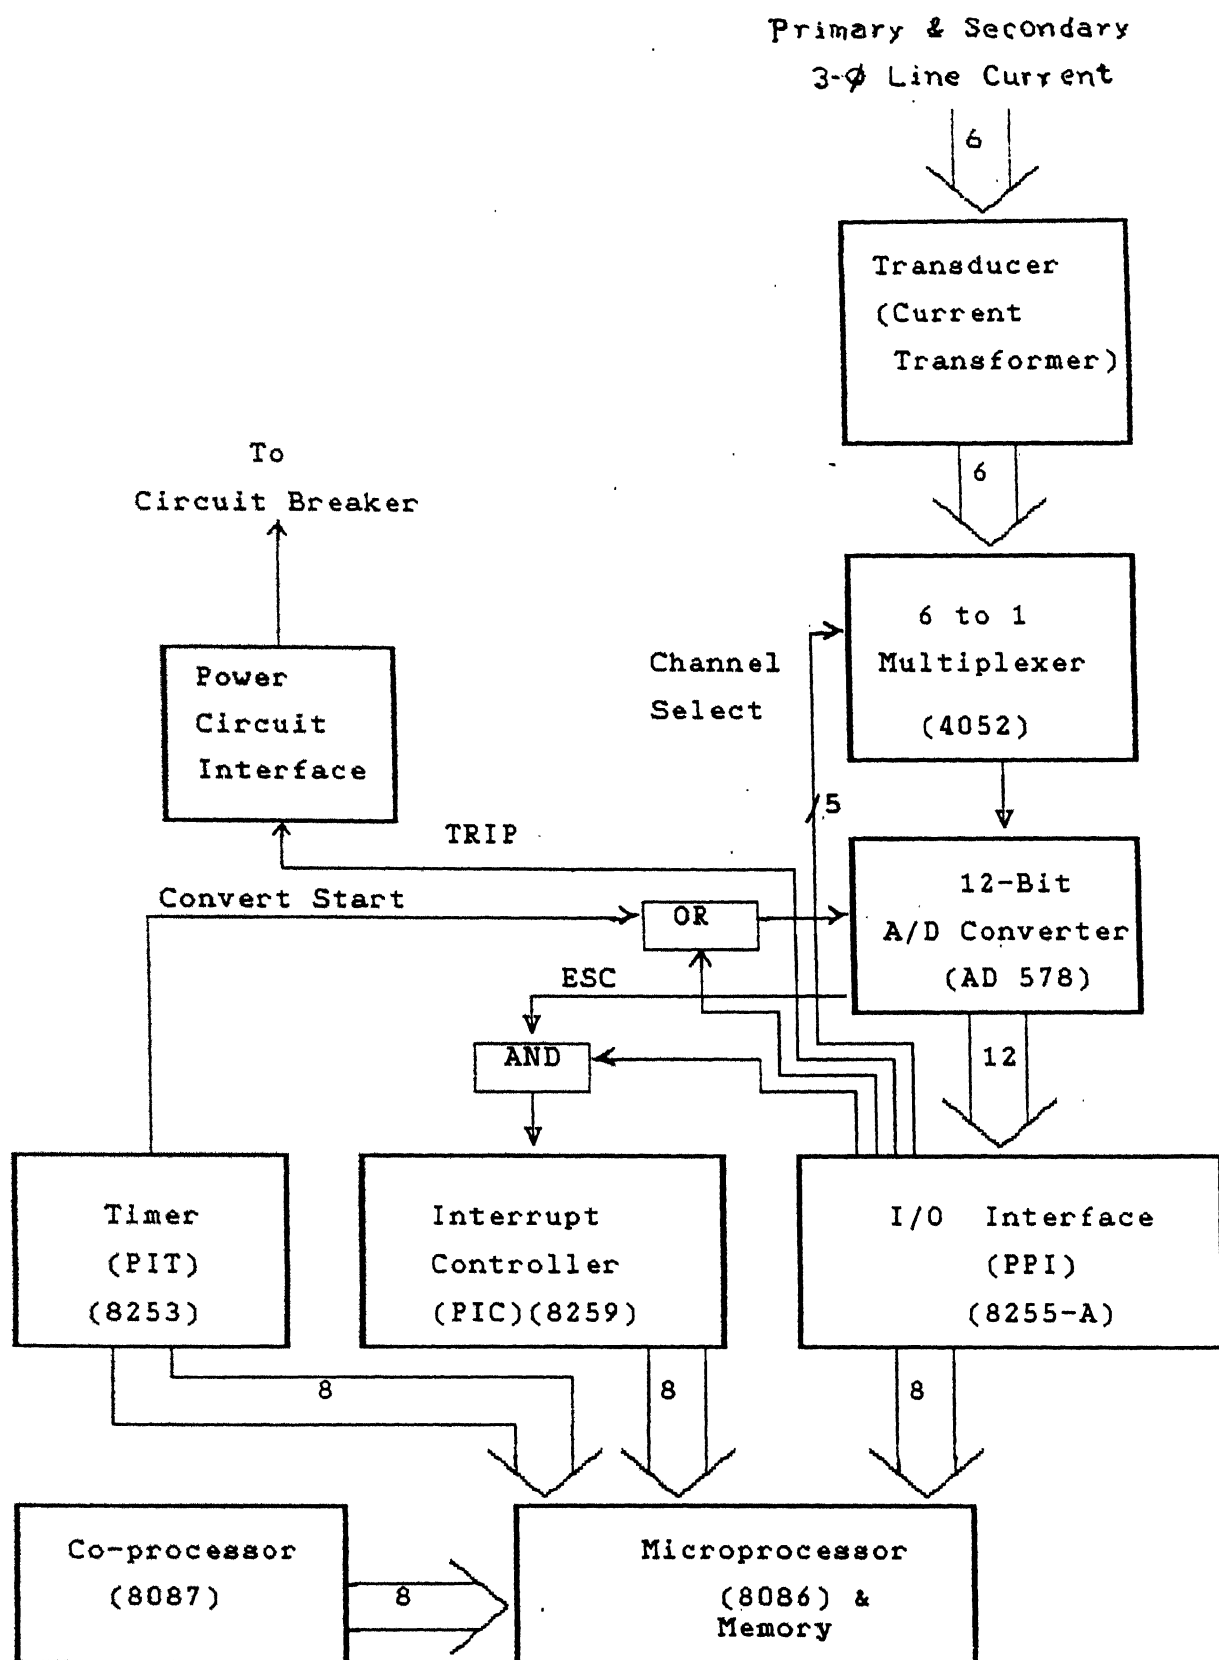 Primary & Secondary
3-Ø Line Current
6
Transducer
(Current
Transformer)
6
To
Circuit Breaker
6 to 1
Multiplexer
(4052)
Channel
Select
Power
Circuit
Interface
5
TRIP
Convert Start
OR
12-Bit
A/D Converter
(AD 578)
ESC
AND
12
Timer
(PIT)
(8253)
Interrupt
Controller
(PIC)(8259)
I/O Interface
(PPI)
(8255-A)
8
8
8
Co-processor
(8087)
8
Microprocessor
(8086) &
Memory